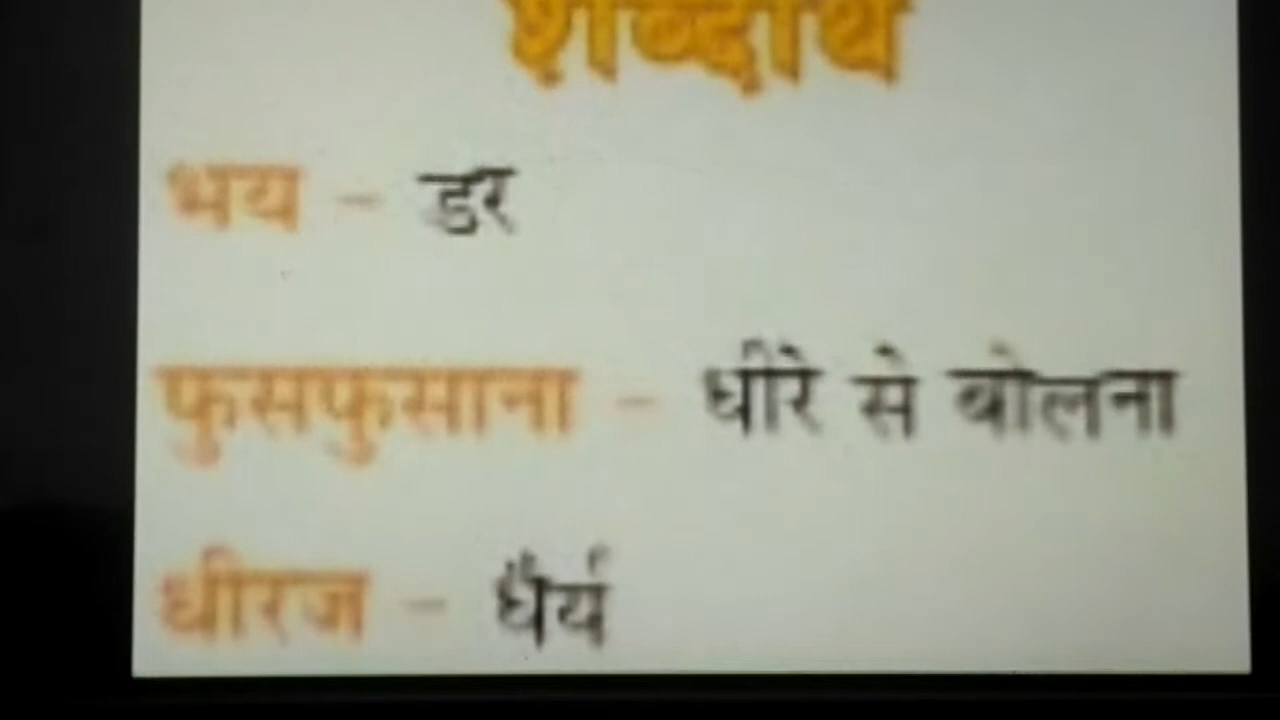 शब्दार्थ
भय - डर
फुसफुसाना - धीरे से बोलना
धीरज - धैर्य